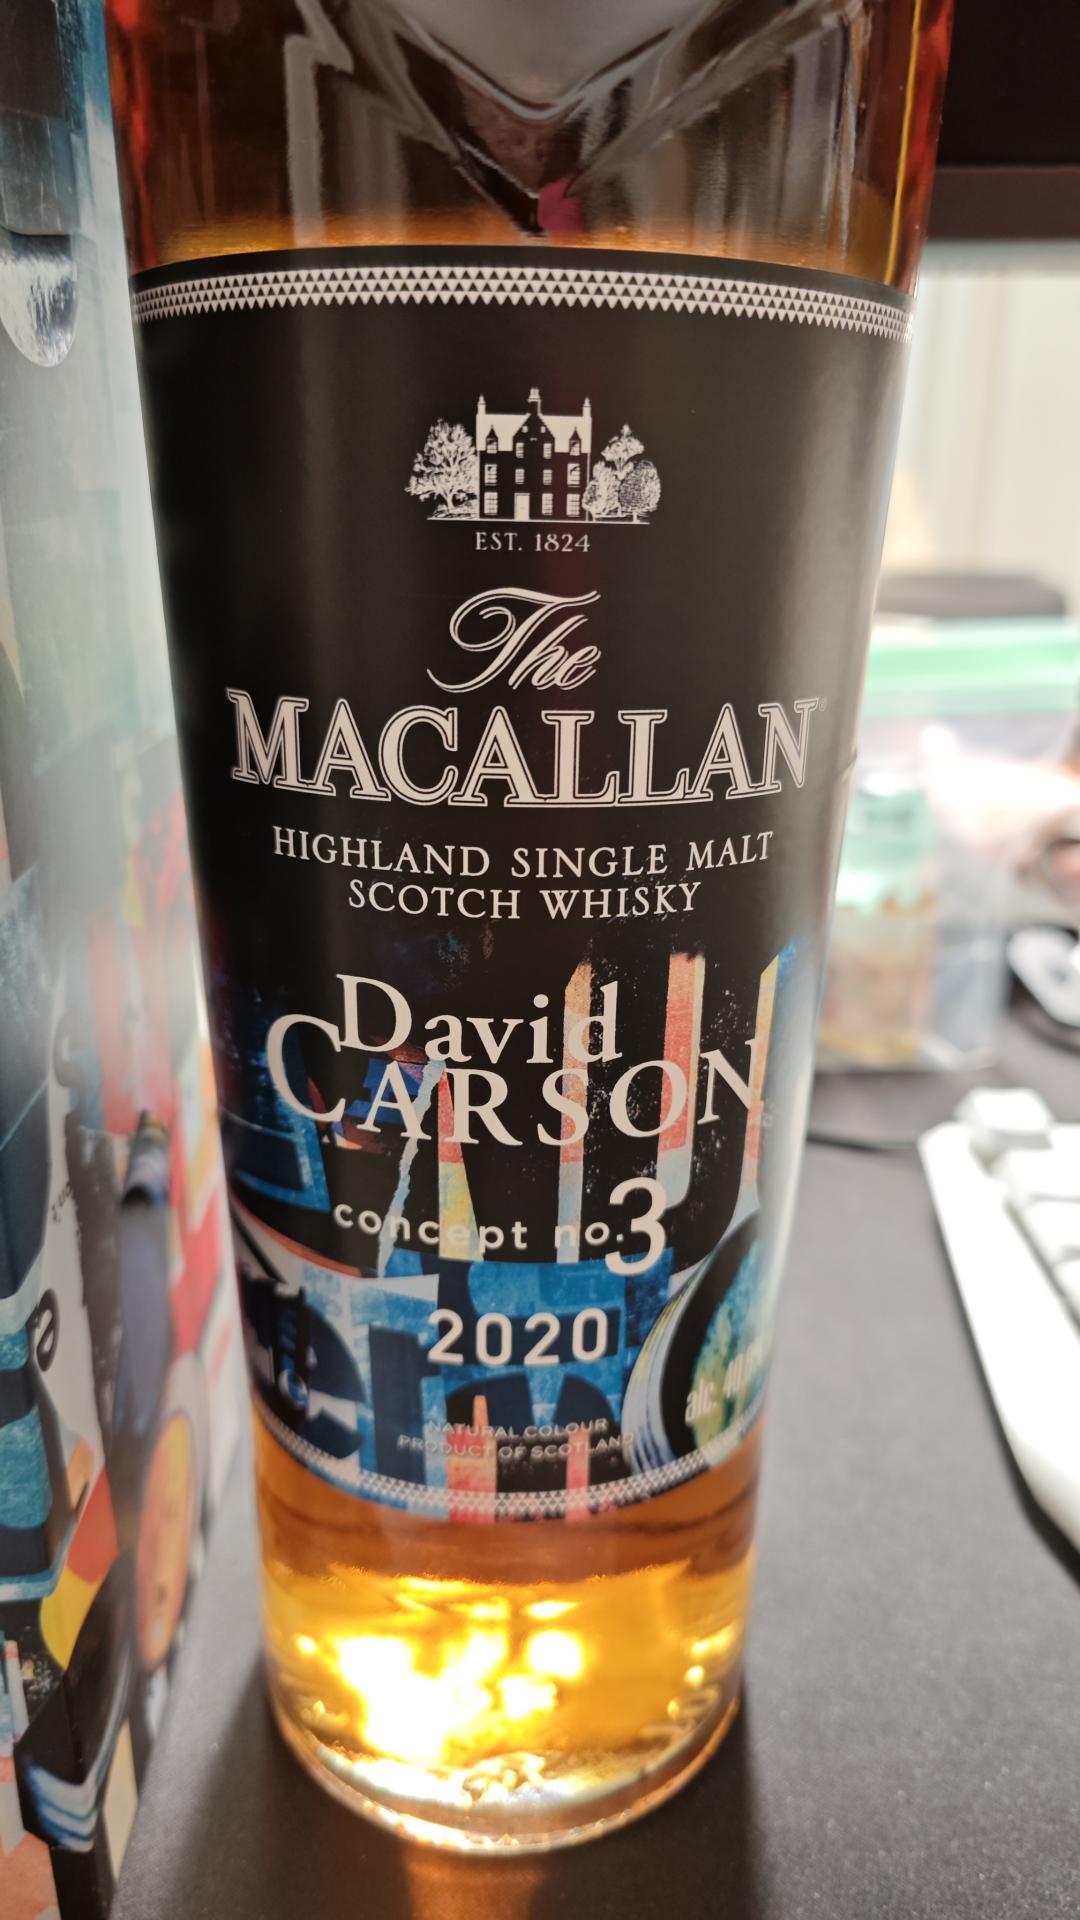 EST. 1824
The
MACALLAN
HIGHLAND SINGLE MALT
SCOTCH WHISKY
David
CARSON
concept no.3
2020
alc.
NATURAL COLOUR
PRODUCT OF SCOTLAND